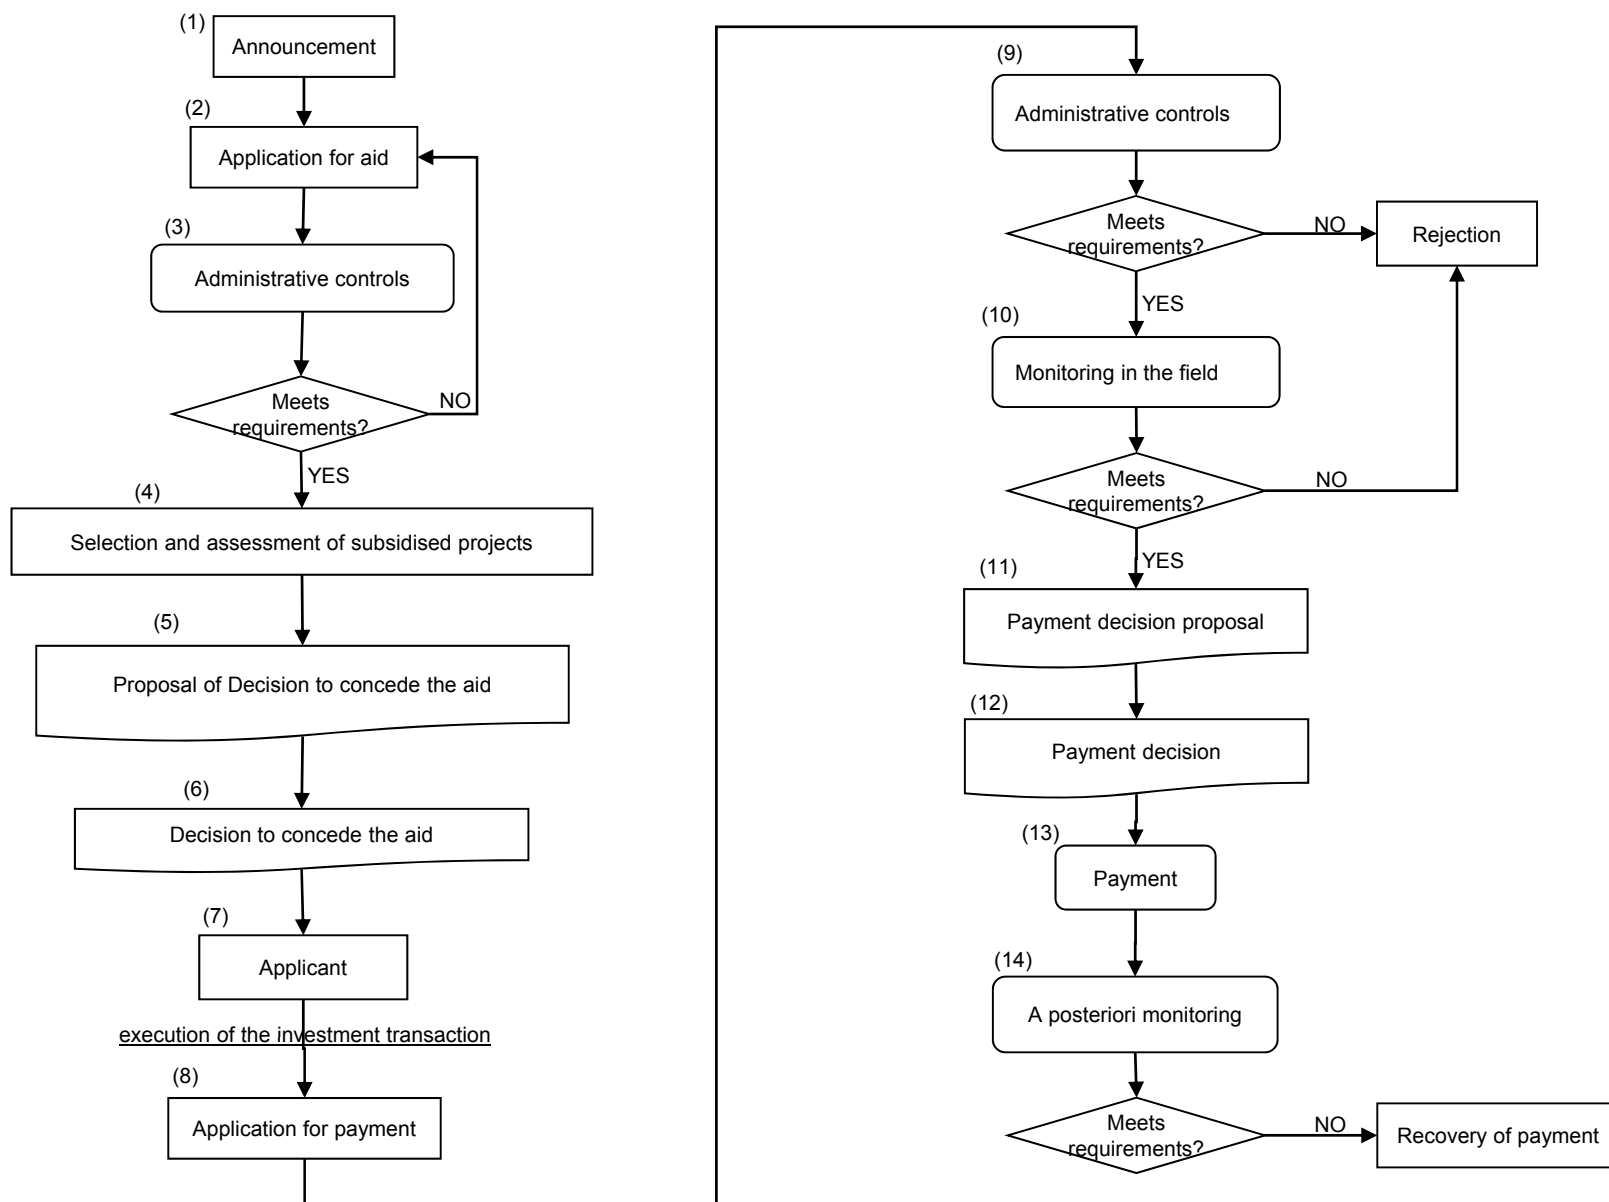 (1)
Announcement
(2)
Application for aid
(3)
Administrative controls
Meets
requirements?
NO
YES
(4)
Selection and assessment of subsidised projects
(5)
Proposal of Decision to concede the aid
(6)
Decision to concede the aid
(7)
Applicant
execution of the investment transaction
(8)
Application for payment
(9)
Administrative controls
Meets
requirements?
NO
Rejection
YES
(10)
Monitoring in the field
Meets
requirements?
NO
YES
(11)
Payment decision proposal
(12)
Payment decision
(13)
Payment
(14)
A posteriori monitoring
Meets
requirements?
NO
Recovery of payment